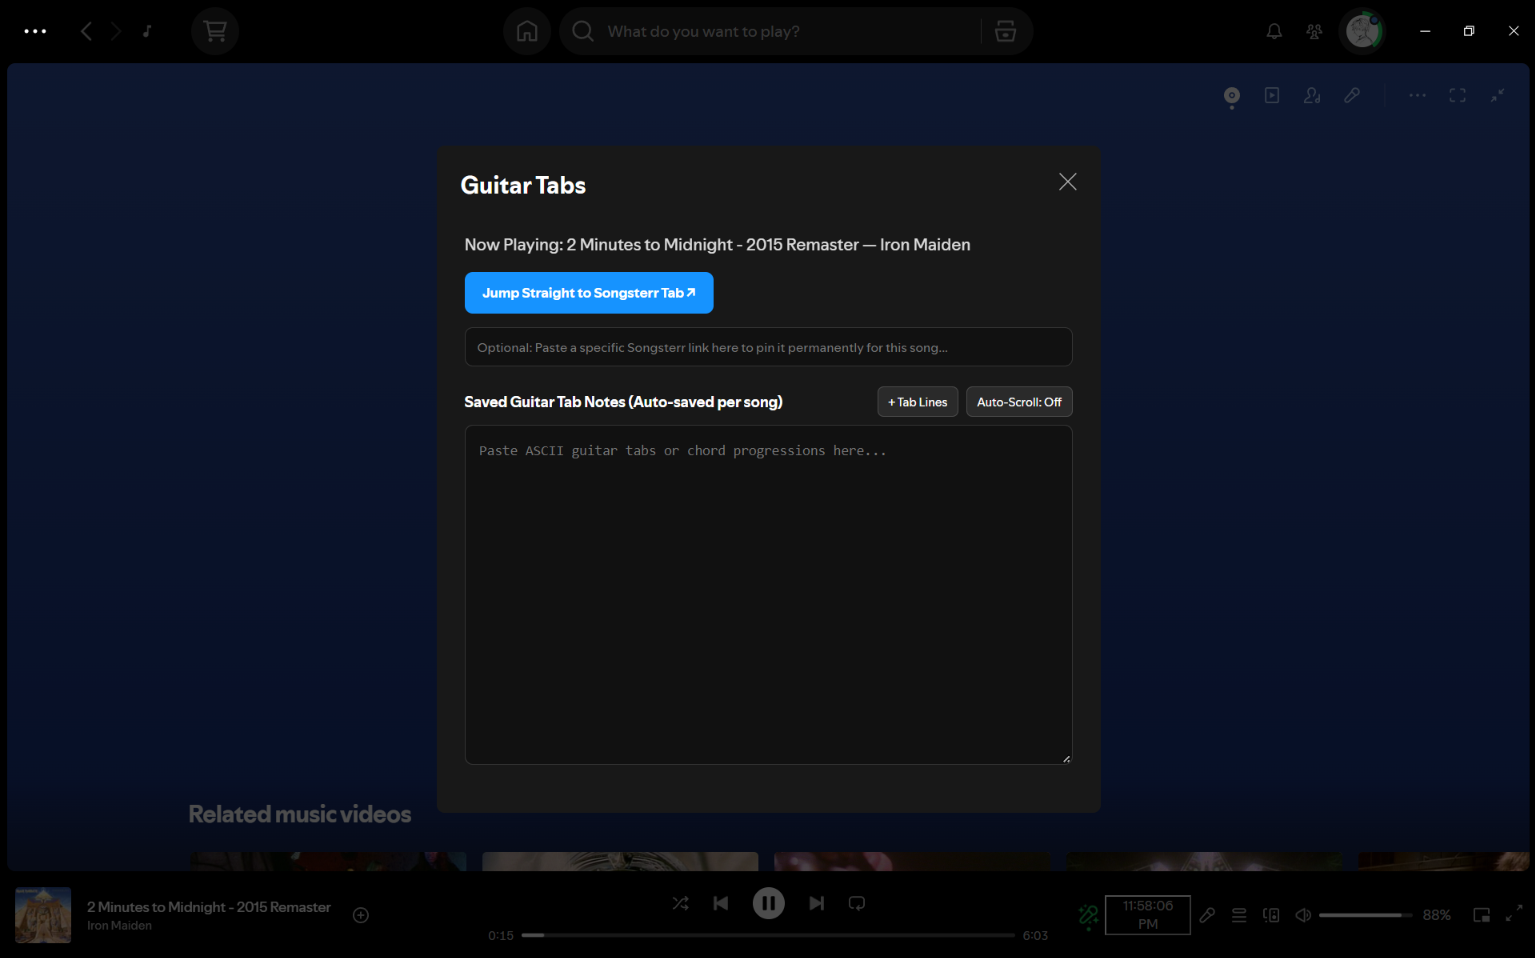 What do you want to play?
Guitar Tabs
Now Playing: 2 Minutes to Midnight - 2015 Remaster — Iron Maiden
Jump Straight to Songsterr Tab ↗
Optional: Paste a specific Songsterr link here to pin it permanently for this song...
Saved Guitar Tab Notes (Auto-saved per song)
+ Tab Lines
Auto-Scroll: Off
Paste ASCII guitar tabs or chord progressions here...
Related music videos
2 Minutes to Midnight - 2015 Remaster
Iron Maiden
0:15
6:03
11:58:06
PM
88%